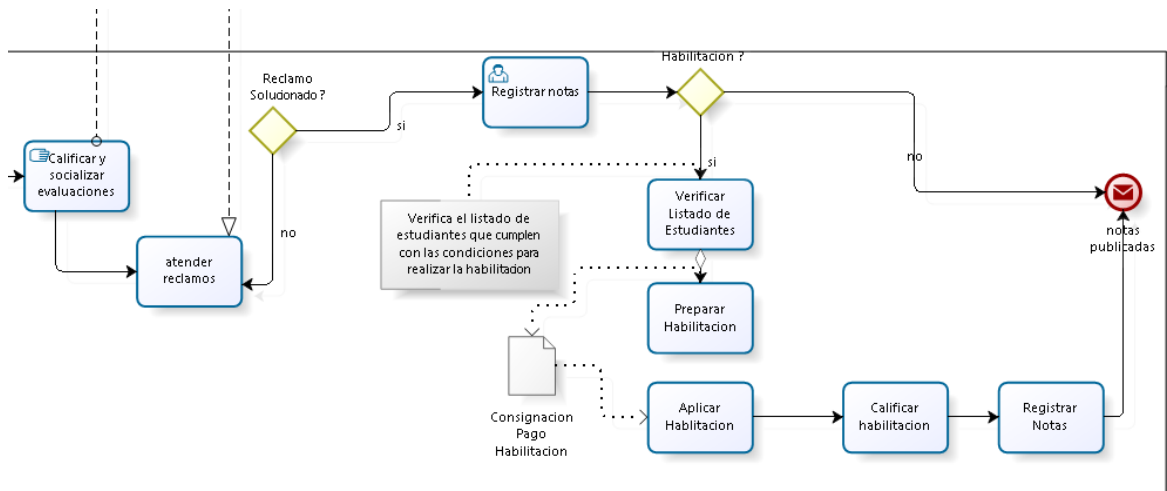 Habilitacion ?
Reclamo
Solucionado?
Registrar notas
si
Calificar y
socializar
evaluaciones
si
no
Verificar
Listado de
Estudiantes
Verifica el listado de
estudiantes que cumplen
con las condiciones para
realizar la habilitacion
notas
publicadas
no
atender
reclamos
Preparar
Habilitacion
Consignacion
Pago
Habilitacion
Aplicar
Hablitacion
Calificar
habilitacion
Registrar
Notas